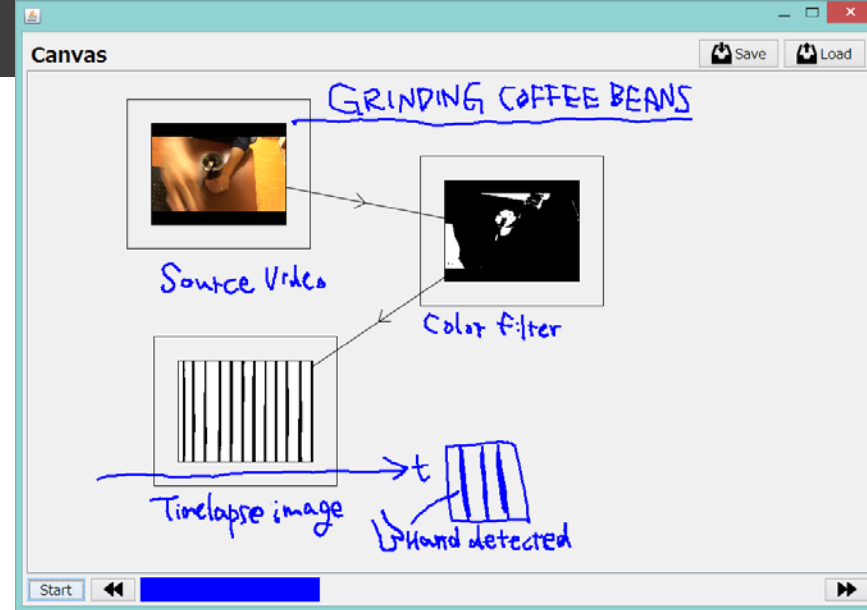 Canvas
Save
Load
GRINDING COFFEE BEANS
Source Video
Color filter
t
Timelapse image
Hand detected
Start